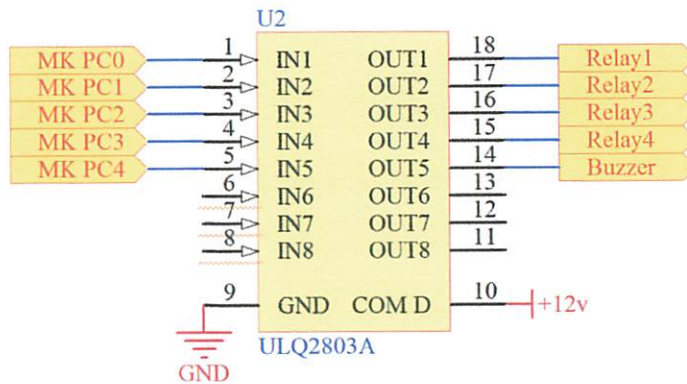 U2
MK PC0 1 IN1 OUT1 18 Relay1
MK PC1 2 IN2 OUT2 17 Relay2
MK PC2 3 IN3 OUT3 16 Relay3
MK PC3 4 IN4 OUT4 15 Relay4
MK PC4 5 IN5 OUT5 14 Buzzer
6 IN6 OUT6 13
7 IN7 OUT7 12
8 IN8 OUT8 11
9 GND COM D 10 +12v
ULQ2803A
GND